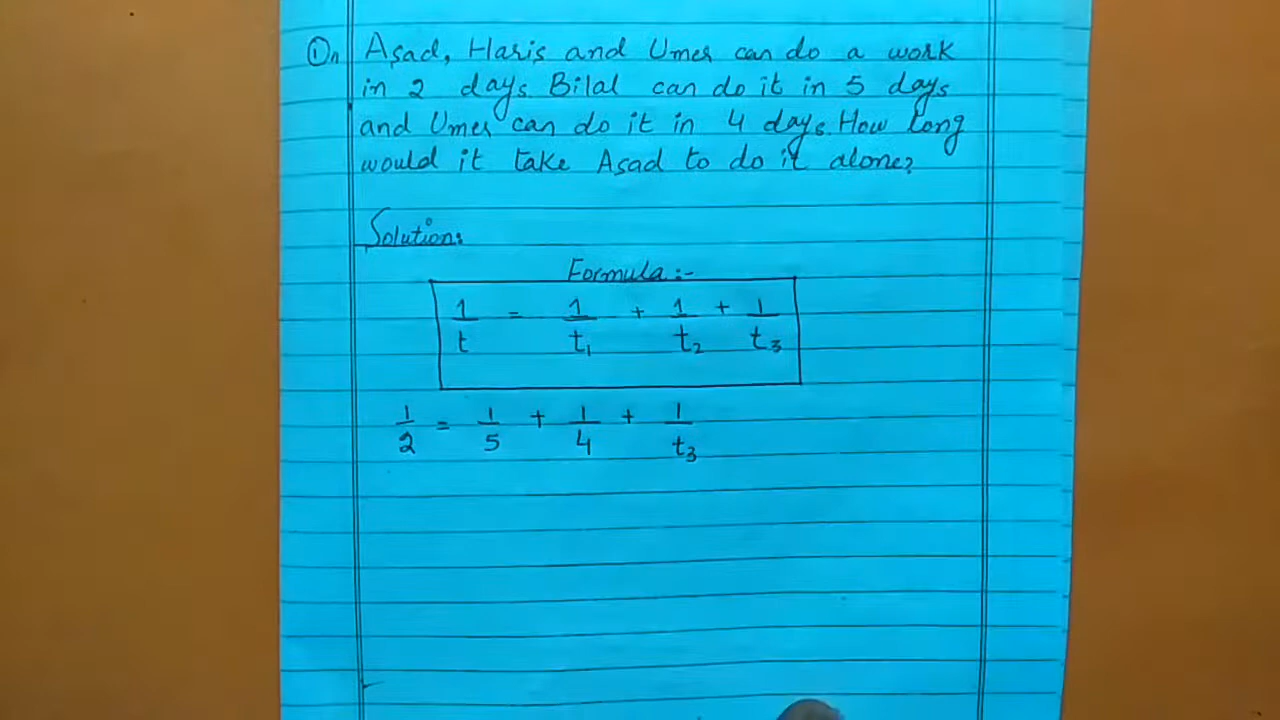 ① Asad, Haris and Umer can do a work
in 2 days. Bilal can do it in 5 days
and Umer can do it in 4 days. How long
would it take Asad to do it alone?
Solution:
Formula :-
1/t = 1/t₁ + 1/t₂ + 1/t₃
1/2 = 1/5 + 1/4 + 1/t₃